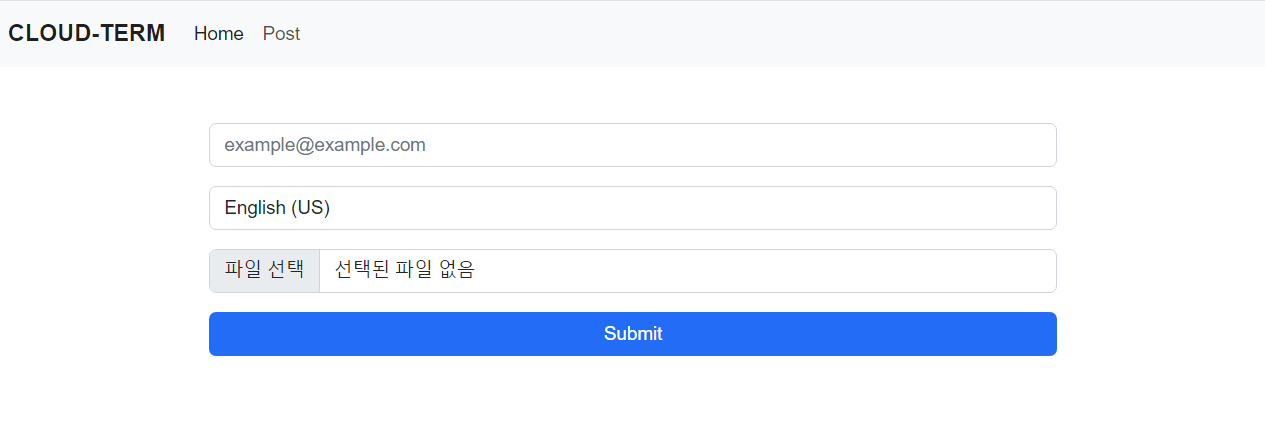 CLOUD-TERM Home Post
example@example.com
English (US)
파일 선택 선택된 파일 없음
Submit